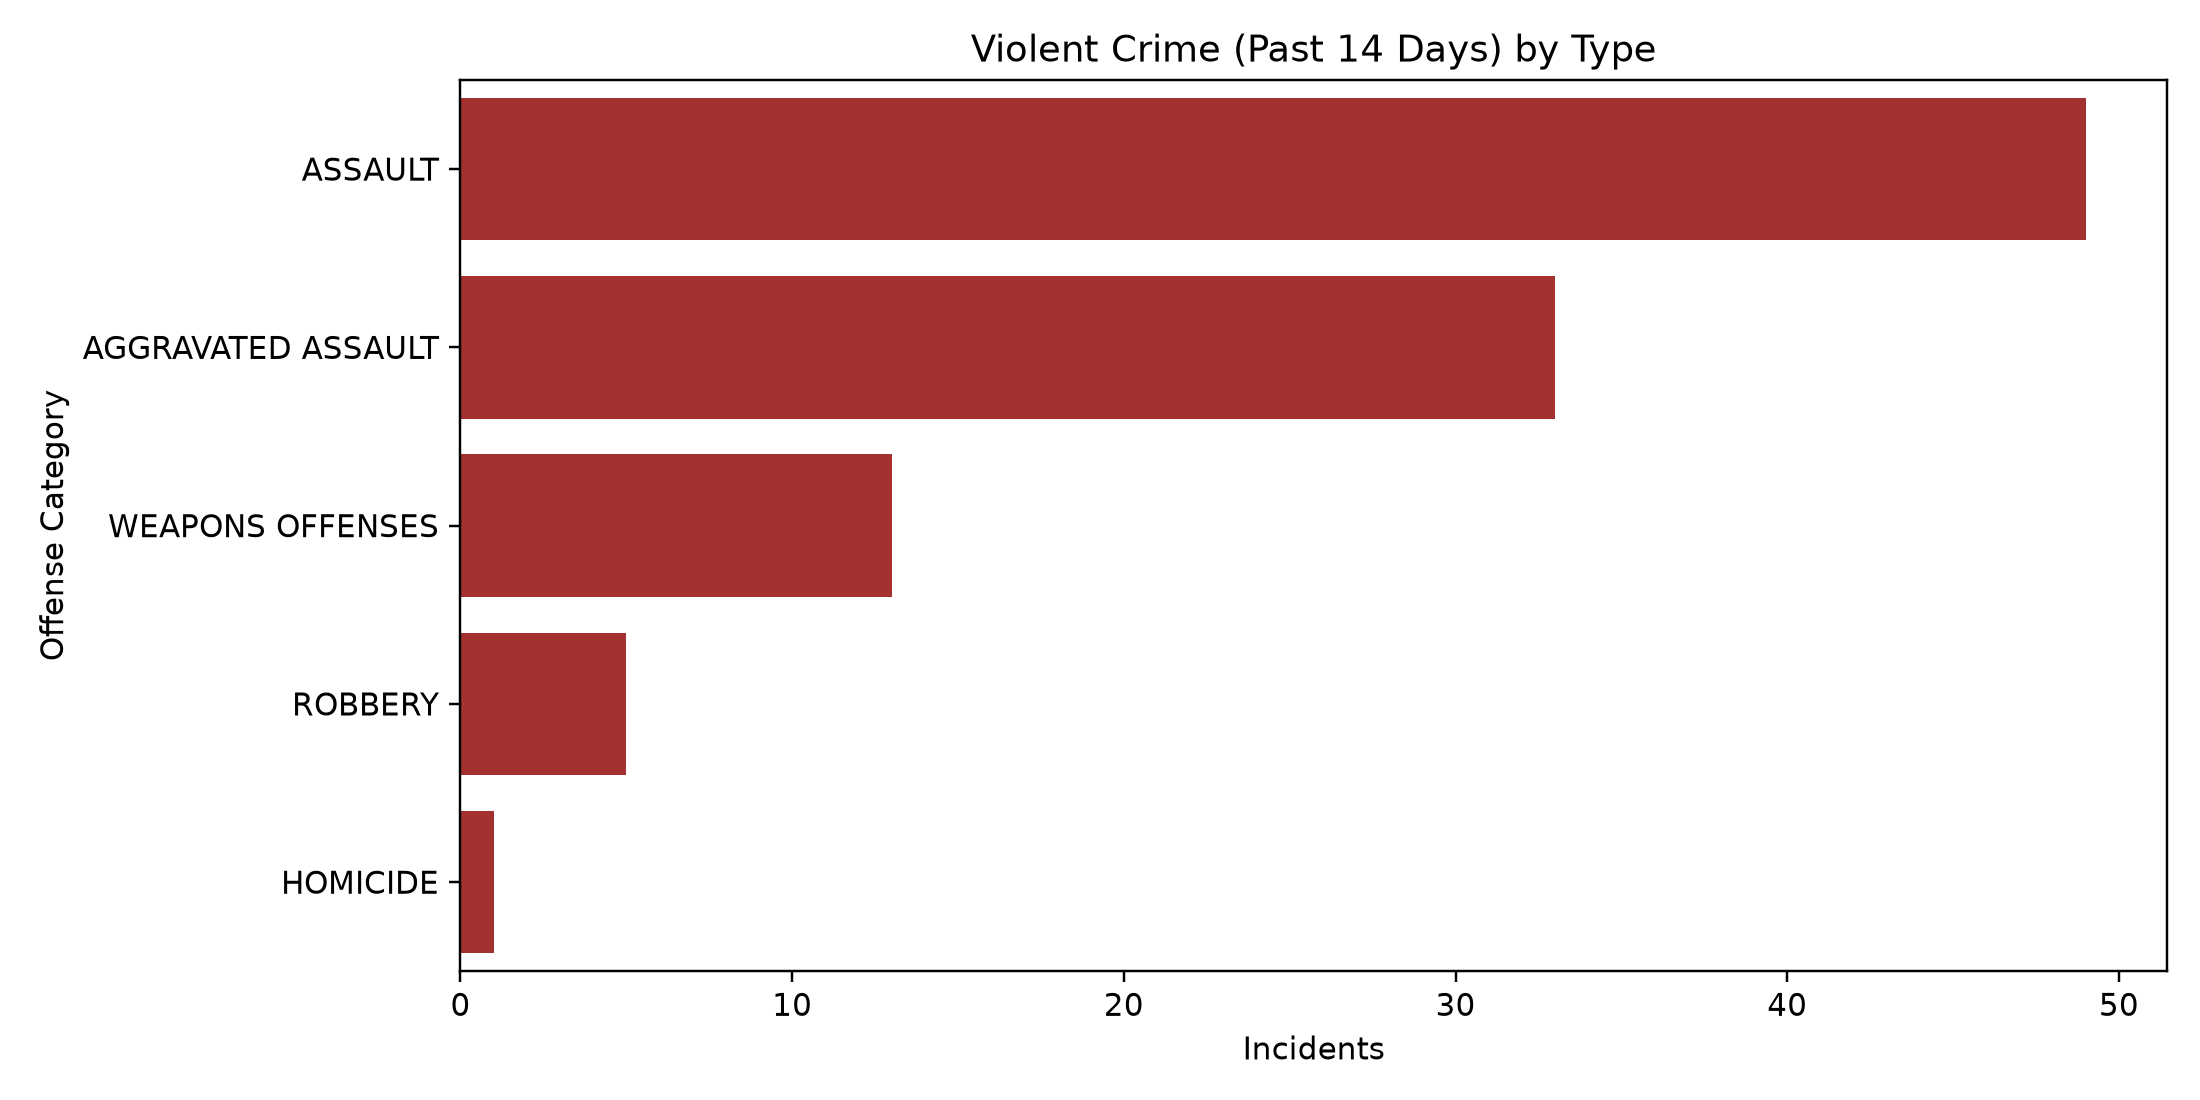 Violent Crime (Past 14 Days) by Type
Offense Category
ASSAULT
AGGRAVATED ASSAULT
WEAPONS OFFENSES
ROBBERY
HOMICIDE
0 10 20 30 40 50
Incidents